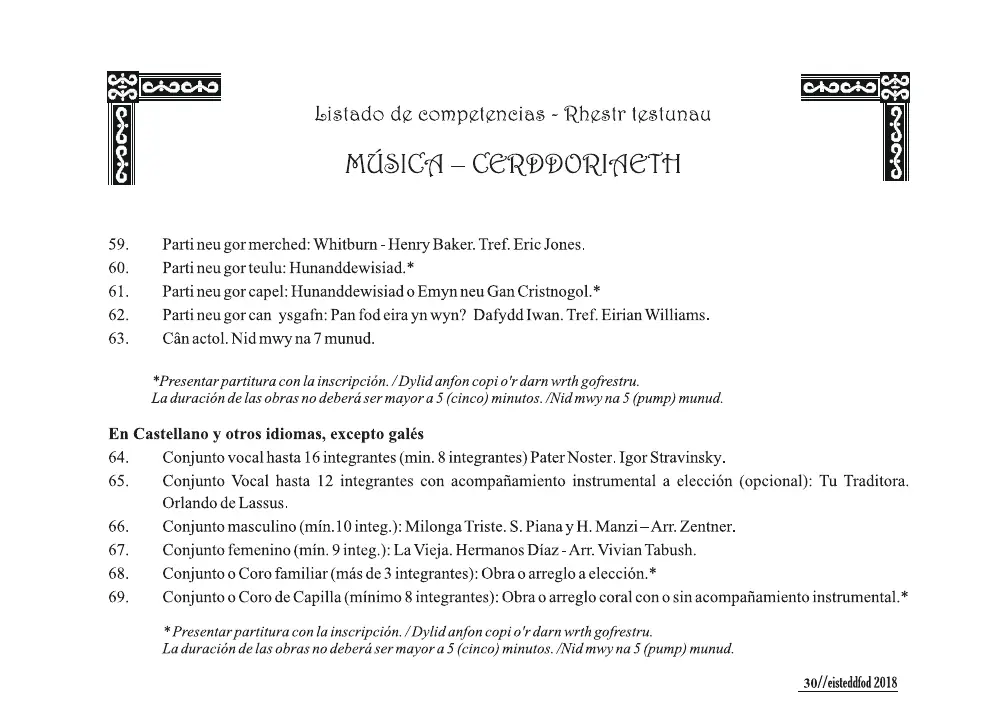 Listado de competencias - Rhestr testunau
MÚSICA – CERDDORIAETH
59. Parti neu gor merched: Whitburn - Henry Baker. Tref. Eric Jones.
60. Parti neu gor teulu: Hunanddewisiad.*
61. Parti neu gor capel: Hunanddewisiad o Emyn neu Gan Cristnogol.*
62. Parti neu gor can ysgafn: Pan fod eira yn wyn? Dafydd Iwan. Tref. Eirian Williams.
63. Cân actol. Nid mwy na 7 munud.
*Presentar partitura con la inscripción. / Dylid anfon copi o'r darn wrth gofrestru.
La duración de las obras no deberá ser mayor a 5 (cinco) minutos. /Nid mwy na 5 (pump) munud.
En Castellano y otros idiomas, excepto galés
64. Conjunto vocal hasta 16 integrantes (min. 8 integrantes) Pater Noster. Igor Stravinsky.
65. Conjunto Vocal hasta 12 integrantes con acompañamiento instrumental a elección (opcional): Tu Traditora.
Orlando de Lassus.
66. Conjunto masculino (mín.10 integ.): Milonga Triste. S. Piana y H. Manzi – Arr. Zentner.
67. Conjunto femenino (mín. 9 integ.): La Vieja. Hermanos Díaz - Arr. Vivian Tabush.
68. Conjunto o Coro familiar (más de 3 integrantes): Obra o arreglo a elección.*
69. Conjunto o Coro de Capilla (mínimo 8 integrantes): Obra o arreglo coral con o sin acompañamiento instrumental.*
* Presentar partitura con la inscripción. / Dylid anfon copi o'r darn wrth gofrestru.
La duración de las obras no deberá ser mayor a 5 (cinco) minutos. /Nid mwy na 5 (pump) munud.
30//eisteddfod 2018